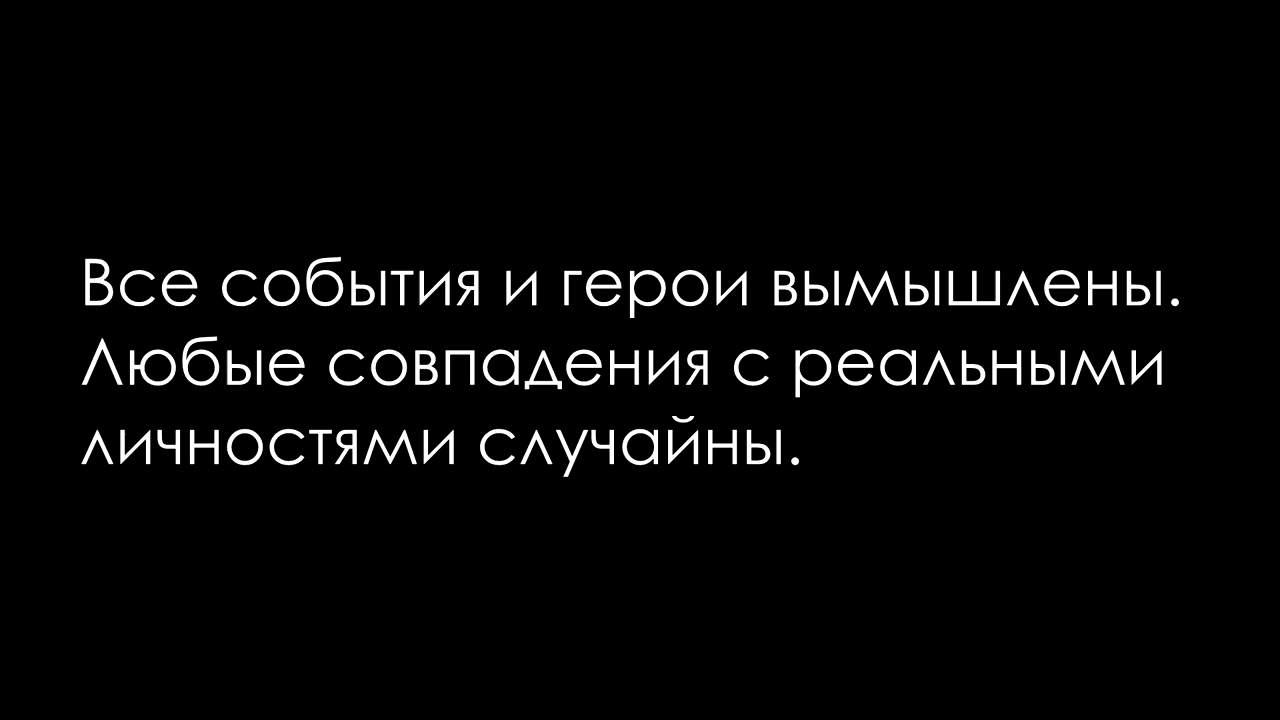 Все события и герои вымышлены.
Любые совпадения с реальными
личностями случайны.